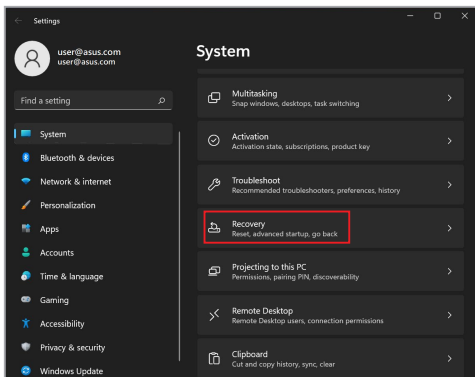 Settings
user@asus.com
user@asus.com
Find a setting
System
Bluetooth & devices
Network & internet
Personalization
Apps
Accounts
Time & language
Gaming
Accessibility
Privacy & security
Windows Update
System
Multitasking
Snap windows, desktops, task switching
Activation
Activation state, subscriptions, product key
Troubleshoot
Recommended troubleshooters, preferences, history
Recovery
Reset, advanced startup, go back
Projecting to this PC
Permissions, pairing PIN, discoverability
Remote Desktop
Remote Desktop users, connection permissions
Clipboard
Cut and copy history, sync, clear